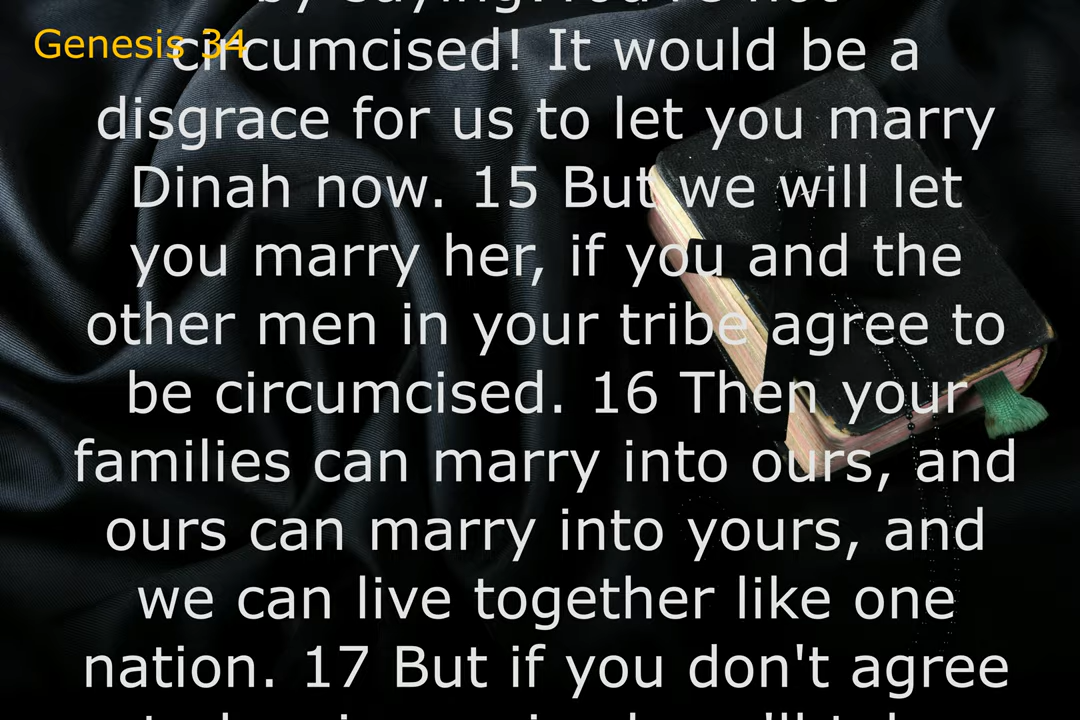 Genesis 34
circumcised! It would be a
disgrace for us to let you marry
Dinah now. 15 But we will let
you marry her, if you and the
other men in your tribe agree to
be circumcised. 16 Then your
families can marry into ours, and
ours can marry into yours, and
we can live together like one
nation. 17 But if you don't agree